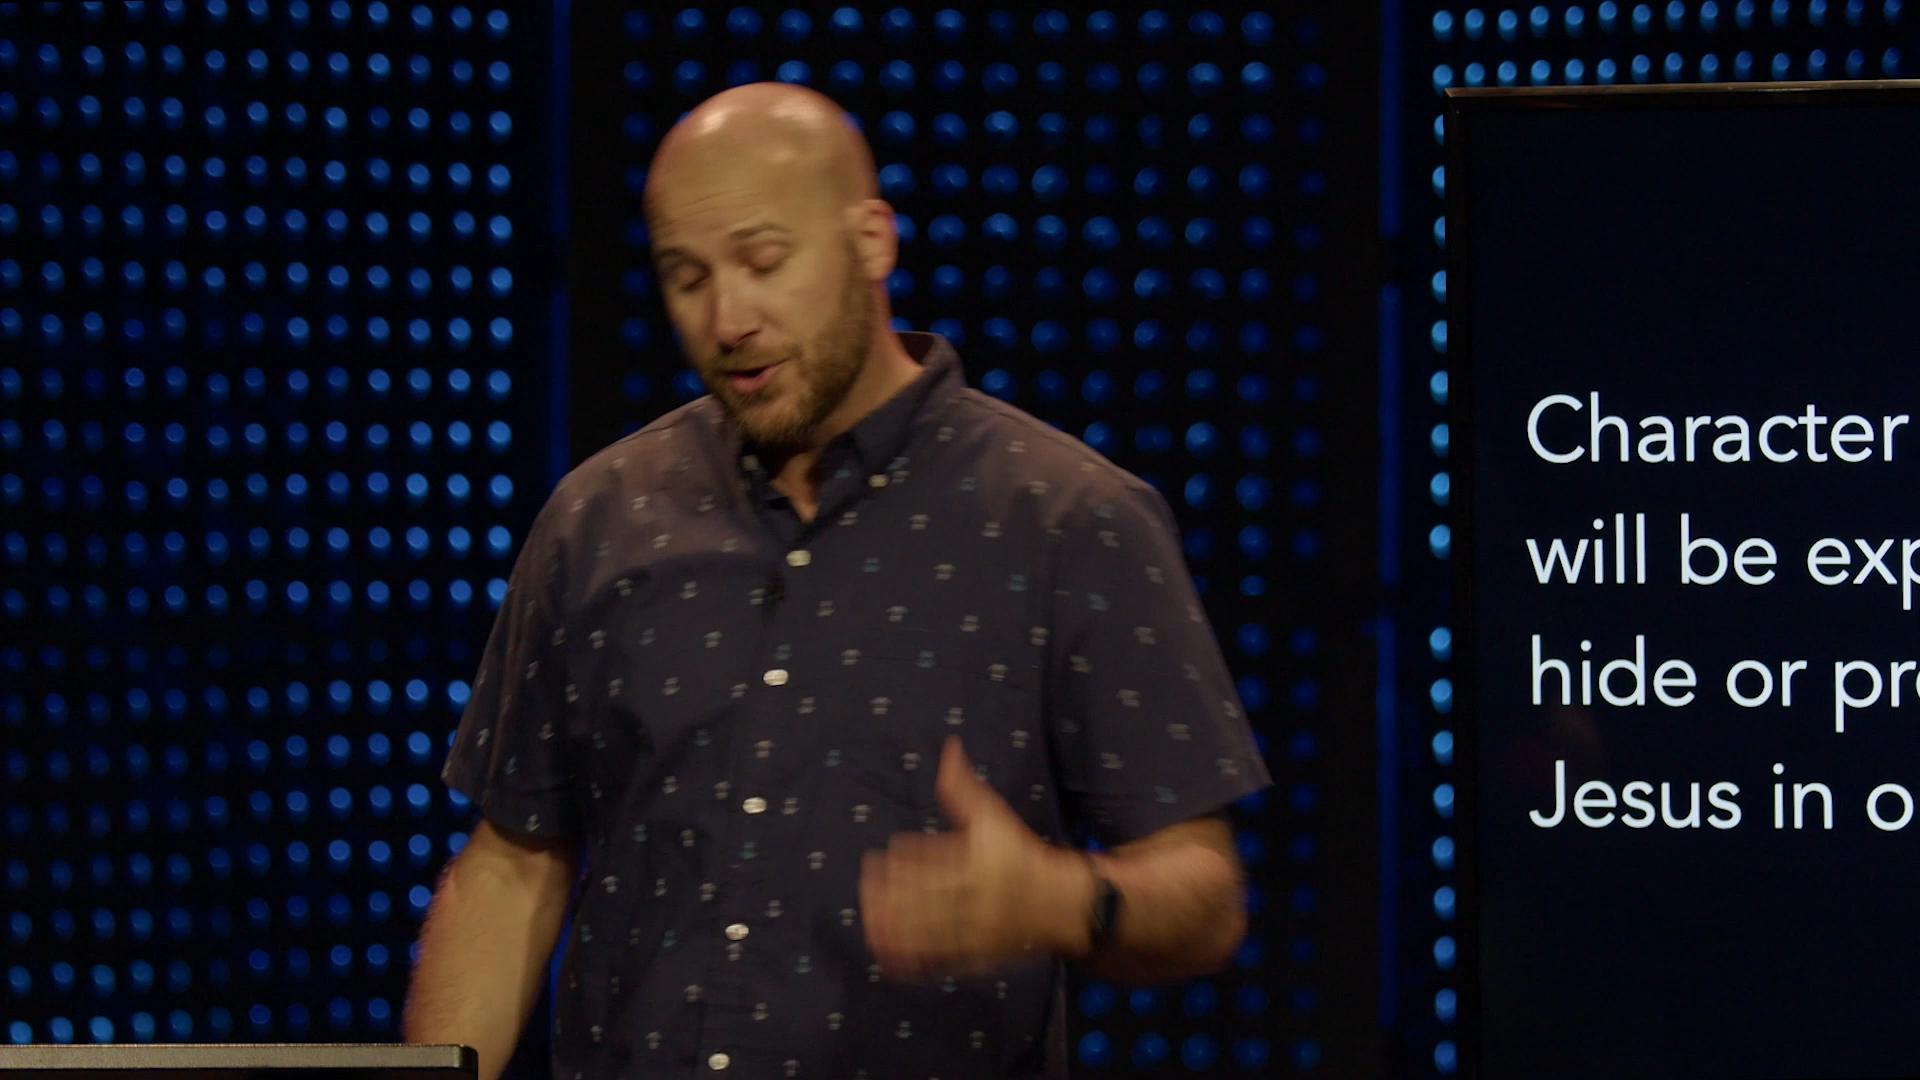 Character
will be exp
hide or pr
Jesus in o